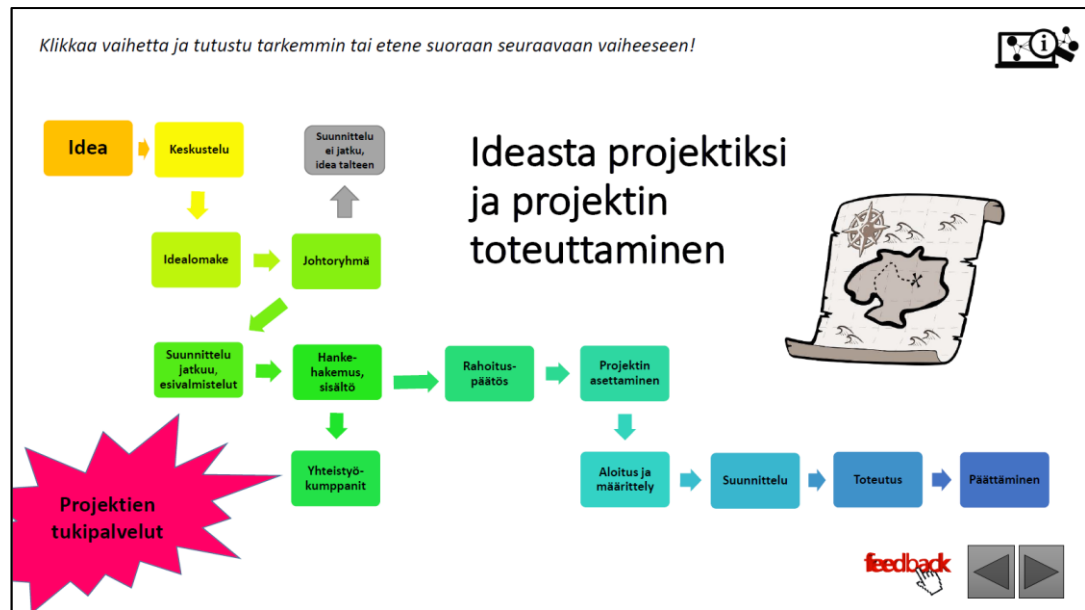 Klikkaa vaihetta ja tutustu tarkemmin tai etene suoraan seuraavaan vaiheeseen!
i
Idea
Keskustelu
Suunnittelu
ei jatku,
idea talteen
Ideasta projektiksi
ja projektin
toteuttaminen
Idealomake
Johtoryhmä
Suunnittelu
jatkuu,
esivalmistelut
Hanke-
hakemus,
sisältö
Rahoitus-
päätös
Projektin
asettaminen
Yhteistyö-
kumppanit
Aloitus ja
määrittely
Suunnittelu
Toteutus
Päättäminen
Projektien
tukipalvelut
feedback